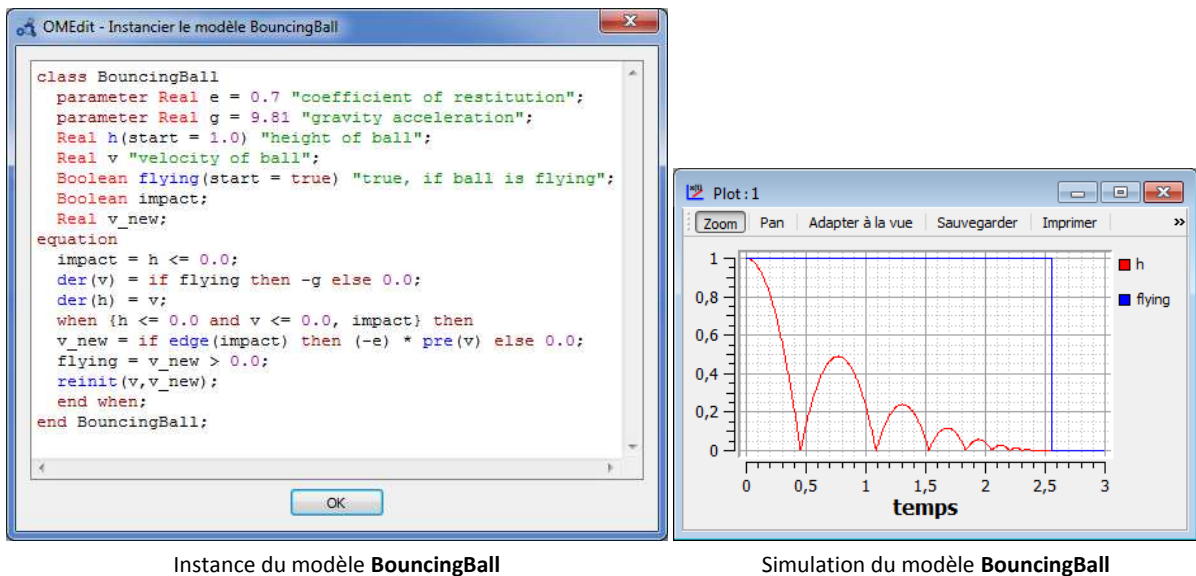 OMEdit - Instancier le modèle BouncingBall
class BouncingBall
parameter Real e = 0.7 "coefficient of restitution";
parameter Real g = 9.81 "gravity acceleration";
Real h(start = 1.0) "height of ball";
Real v "velocity of ball";
Boolean flying(start = true) "true, if ball is flying";
Boolean impact;
Real v_new;
equation
impact = h <= 0.0;
der(v) = if flying then -g else 0.0;
der(h) = v;
when {h <= 0.0 and v <= 0.0, impact} then
v_new = if edge(impact) then (-e) * pre(v) else 0.0;
flying = v_new > 0.0;
reinit(v,v_new);
end when;
end BouncingBall;
OK
Plot : 1
Zoom Pan Adapter à la vue Sauvegarder Imprimer »
1
0,8
0,6
0,4
0,2
0
0 0,5 1 1,5 2 2,5 3
temps
h
flying
Instance du modèle BouncingBall
Simulation du modèle BouncingBall